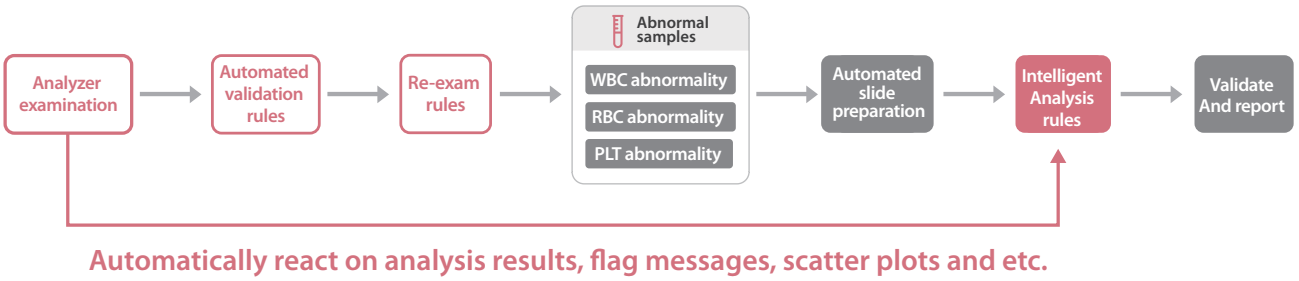 Analyzer
examination
Automated
validation
rules
Re-exam
rules
Abnormal
samples
WBC abnormality
RBC abnormality
PLT abnormality
Automated
slide
preparation
Intelligent
Analysis
rules
Validate
And report
Automatically react on analysis results, flag messages, scatter plots and etc.